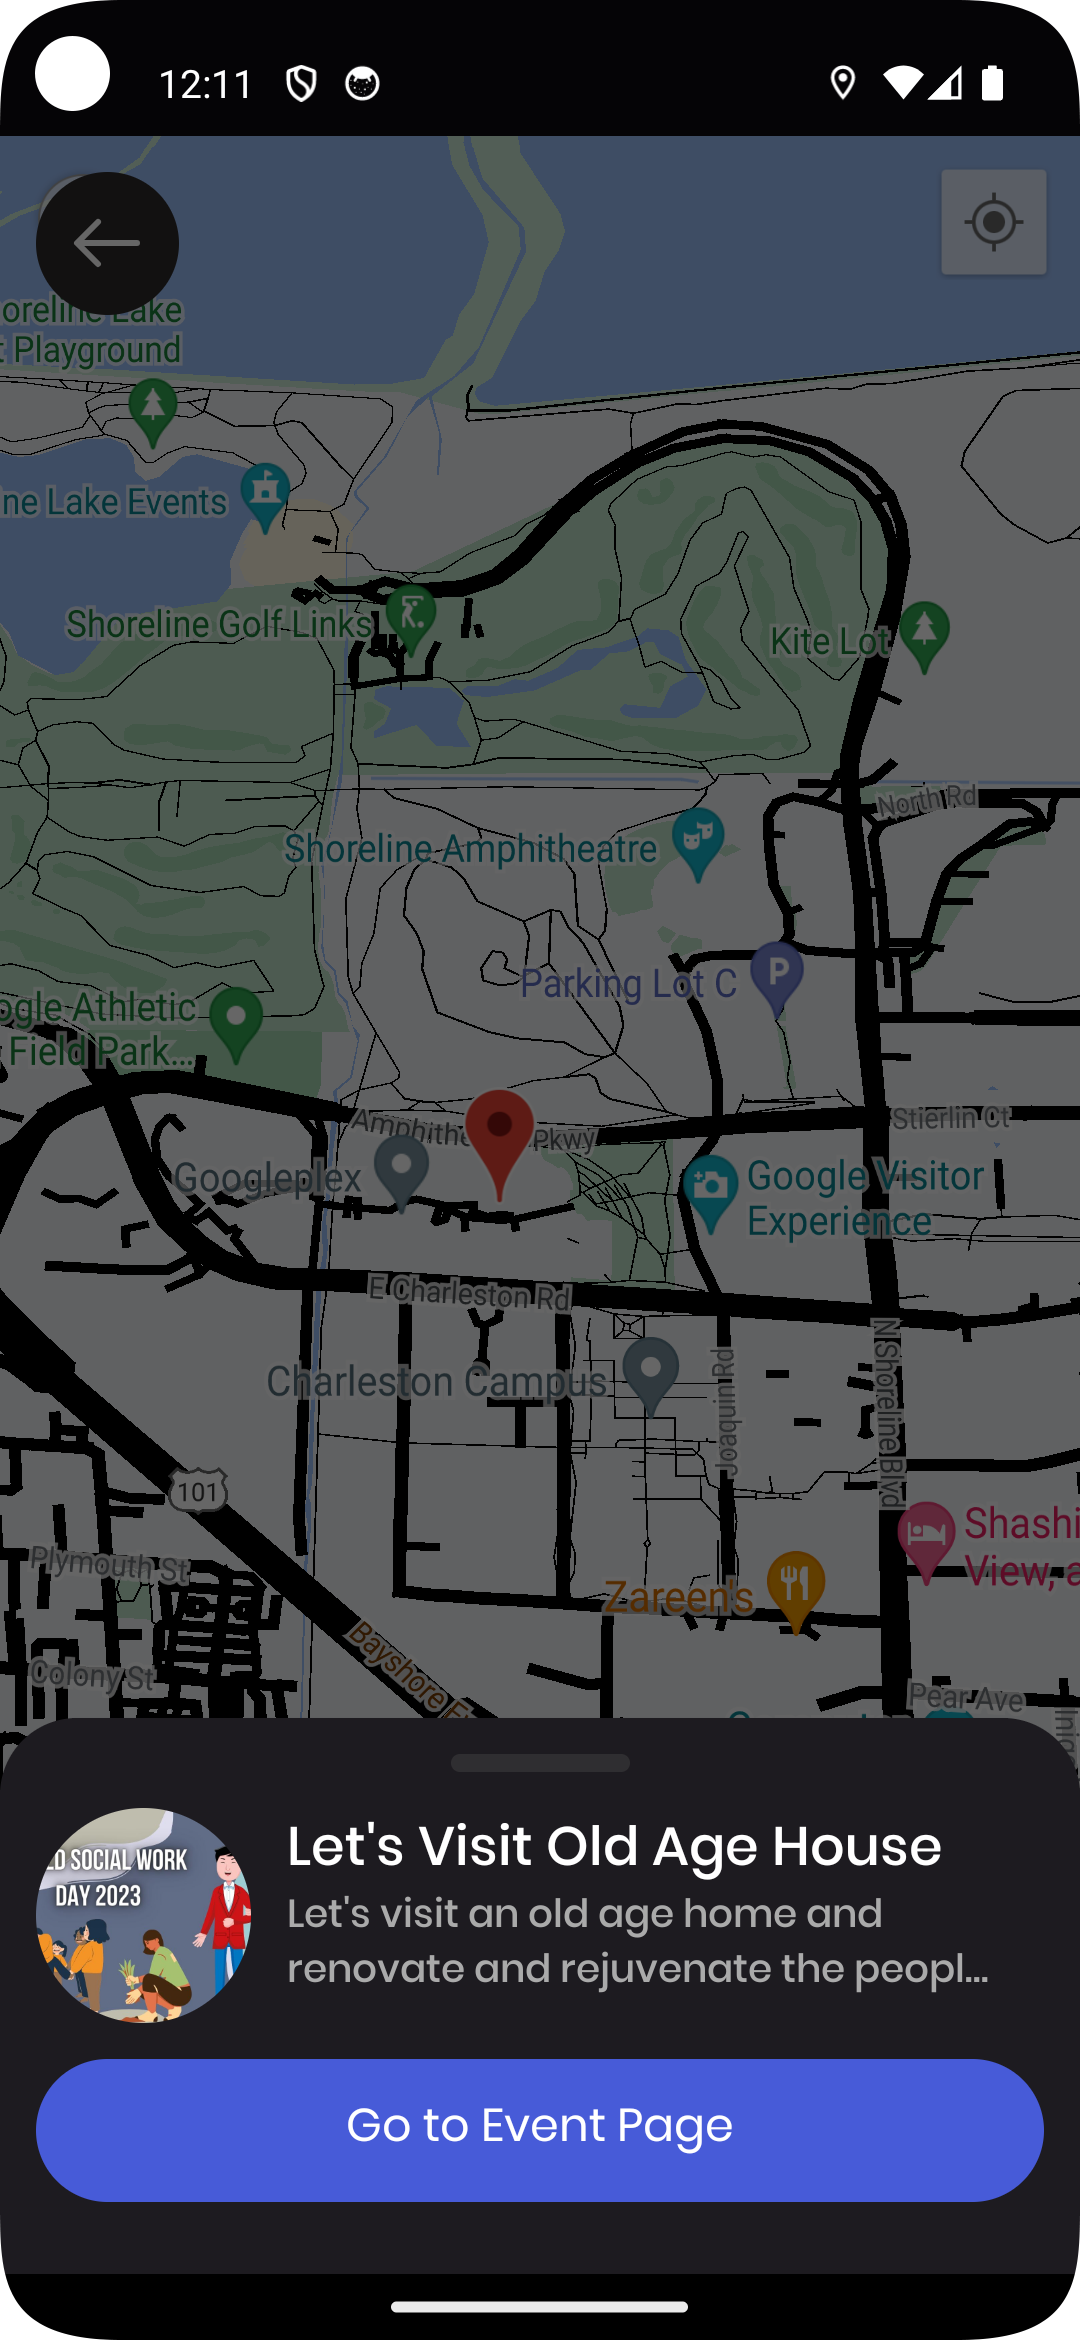 12:11
oreline Lake
t Playground
ne Lake Events
Shoreline Golf Links
Kite Lot
North Rd
Shoreline Amphitheatre
Parking Lot C
P
ogle Athletic
Field Park...
Amphithe Pkwy
Stierlin Ct
Googleplex
Google Visitor
Experience
E Charleston Rd
Charleston Campus
Joaquin Rd
N Shoreline Blvd
101
Shashi
View, a
Plymouth St
Zareen's
Bayshore F
Colony St
Pear Ave
LD SOCIAL WORK
DAY 2023
Let's Visit Old Age House
Let's visit an old age home and
renovate and rejuvenate the peopl...
Go to Event Page